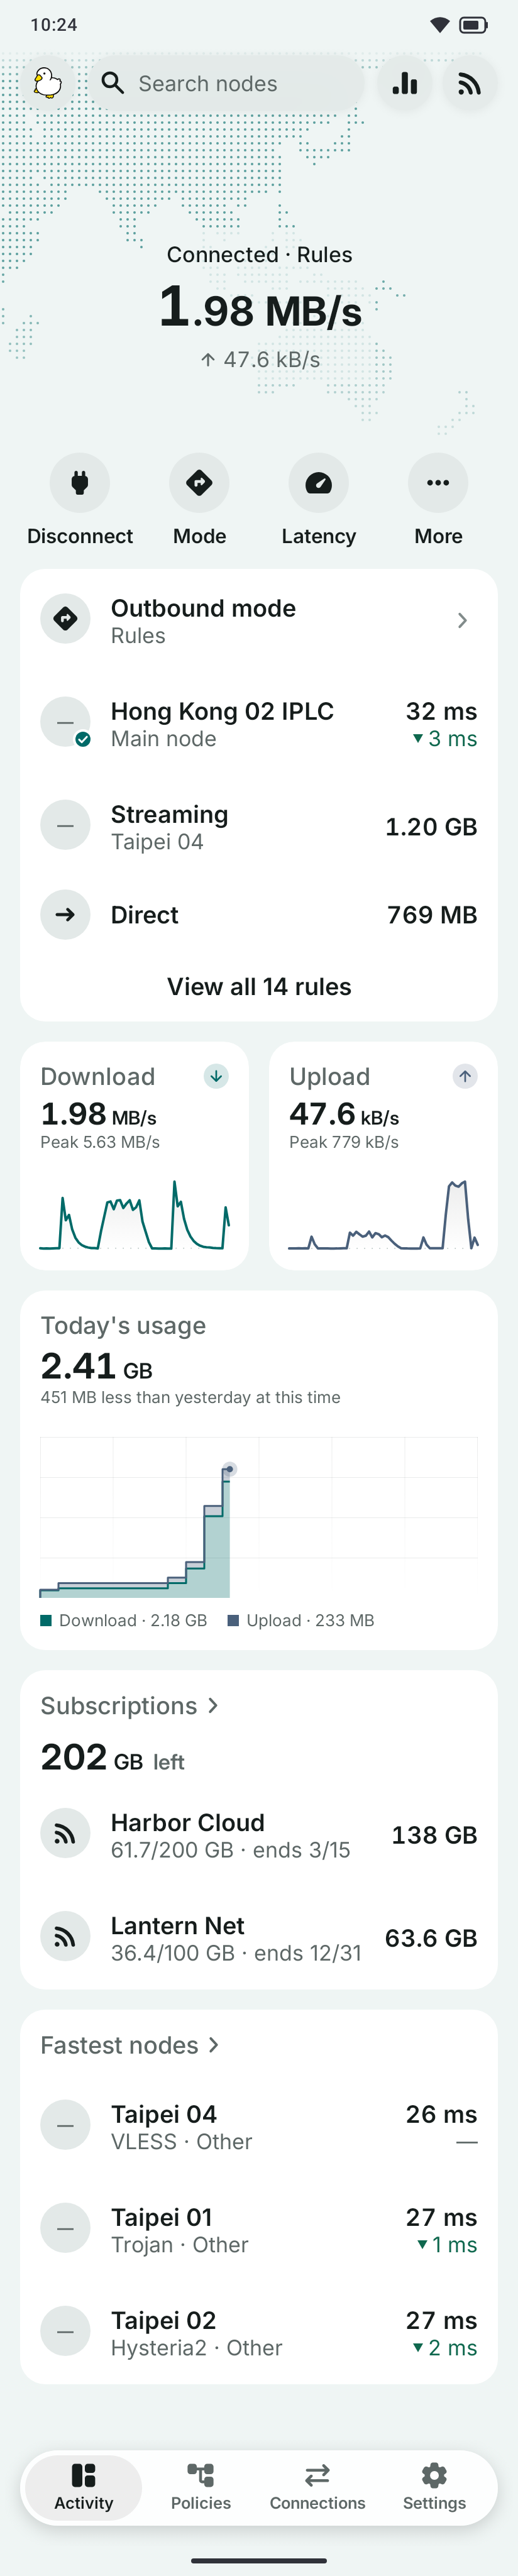 10:24
Search nodes
Connected · Rules
1.98 MB/s
↑ 47.6 kB/s
Disconnect Mode Latency More
Outbound mode
Rules
Hong Kong 02 IPLC 32 ms
Main node ▼3 ms
Streaming 1.20 GB
Taipei 04
Direct 769 MB
View all 14 rules
Download
1.98 MB/s
Peak 5.63 MB/s
Upload
47.6 kB/s
Peak 779 kB/s
Today's usage
2.41 GB
451 MB less than yesterday at this time
Download · 2.18 GB Upload · 233 MB
Subscriptions
202 GB left
Harbor Cloud 138 GB
61.7/200 GB · ends 3/15
Lantern Net 63.6 GB
36.4/100 GB · ends 12/31
Fastest nodes
Taipei 04 26 ms
VLESS · Other —
Taipei 01 27 ms
Trojan · Other ▼1 ms
Taipei 02 27 ms
Hysteria2 · Other ▼2 ms
Activity Policies Connections Settings